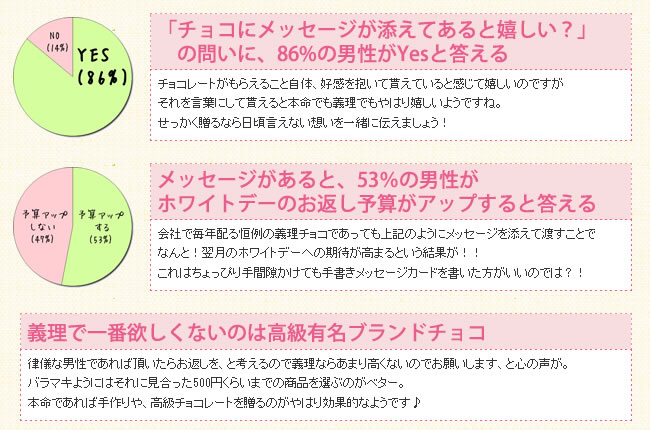 NO
(14%)
YES
(86%)
「チョコにメッセージが添えてあると嬉しい？」
の問いに、86%の男性がYesと答える
チョコレートがもらえること自体、好感を抱いて貰えていると感じて嬉しいのですが
それを言葉にして貰えると本命でも義理でもやはり嬉しいようですね。
せっかく贈るなら日頃言えない想いを一緒に伝えましょう！
予算アップ
しない
(47%)
予算アップ
する
(53%)
メッセージがあると、53%の男性が
ホワイトデーのお返し予算がアップすると答える
会社で毎年配る恒例の義理チョコであっても上記のようにメッセージを添えて渡すことで
なんと！翌月のホワイトデーへの期待が高まるという結果が！！
これはちょっぴり手間隙かけても手書きメッセージカードを書いた方がいいのでは？！
義理で一番欲しくないのは高級有名ブランドチョコ
律儀な男性であれば頂いたらお返しを、と考えるので義理ならあまり高くないのでお願いします、と心の声が。
バラマキようにはそれに見合った500円くらいまでの商品を選ぶのがベター。
本命であれば手作りや、高級チョコレートを贈るのがやはり効果的なようです♪